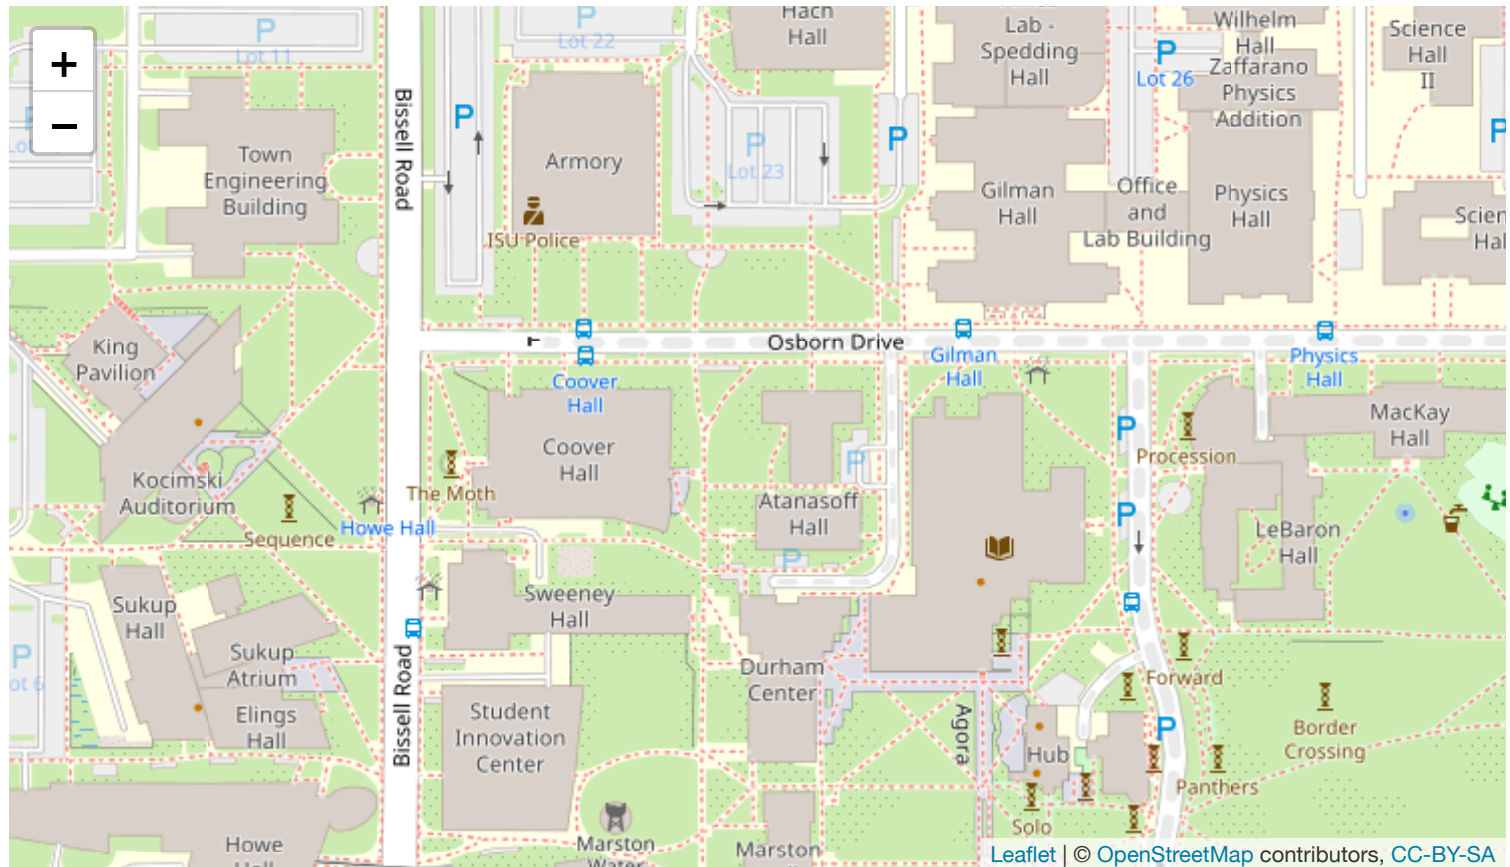 +
−
P
Lot 11
P
Lot 22
Hach
Hall
Lab -
Spedding
Hall
Wilhelm
Hall
Zaffarano
Physics
Addition
Science
Hall
II
P
Lot 26
P
P
P
Lot 23
P
Bissell Road
Town
Engineering
Building
Armory
ISU Police
Gilman
Hall
Office
and
Lab Building
Physics
Hall
Osborn Drive
Coover
Hall
Gilman
Hall
Physics
Hall
King
Pavilion
Coover
Hall
MacKay
Hall
P
Procession
The Moth
P
Kocimski
Auditorium
Sequence
Howe Hall
Atanasoff
Hall
P
P
LeBaron
Hall
Sukup
Hall
Sweeney
Hall
P
Sukup
Atrium
Bissell Road
Durham
Center
Forward
Elings
Hall
Student
Innovation
Center
Agora
Hub
P
Border
Crossing
Panthers
Solo
Howe
Marston
Marston
Leaflet | © OpenStreetMap contributors, CC-BY-SA